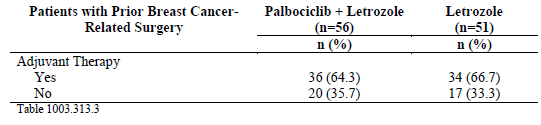 Patients with Prior Breast Cancer- Palbociclib + Letrozole Letrozole
Related Surgery (n=56) (n=51)
n (%) n (%)
Adjuvant Therapy
Yes 36 (64.3) 34 (66.7)
No 20 (35.7) 17 (33.3)
Table 1003.313.3